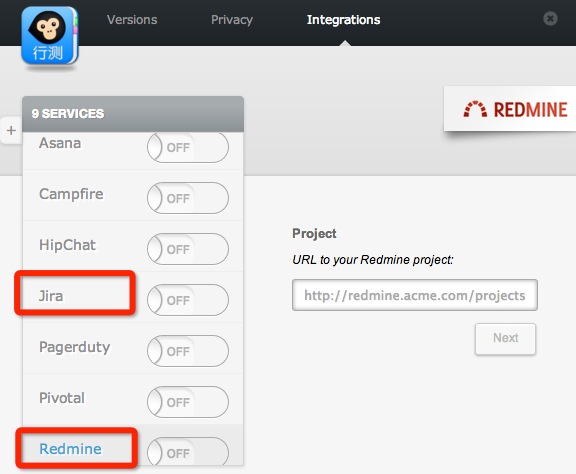 Versions
Privacy
Integrations
行测
9 SERVICES
REDMINE
+
Asana
OFF
Campfire
OFF
HipChat
OFF
Jira
OFF
Pagerduty
OFF
Pivotal
OFF
Redmine
OFF
Project
URL to your Redmine project:
http://redmine.acme.com/projects
Next